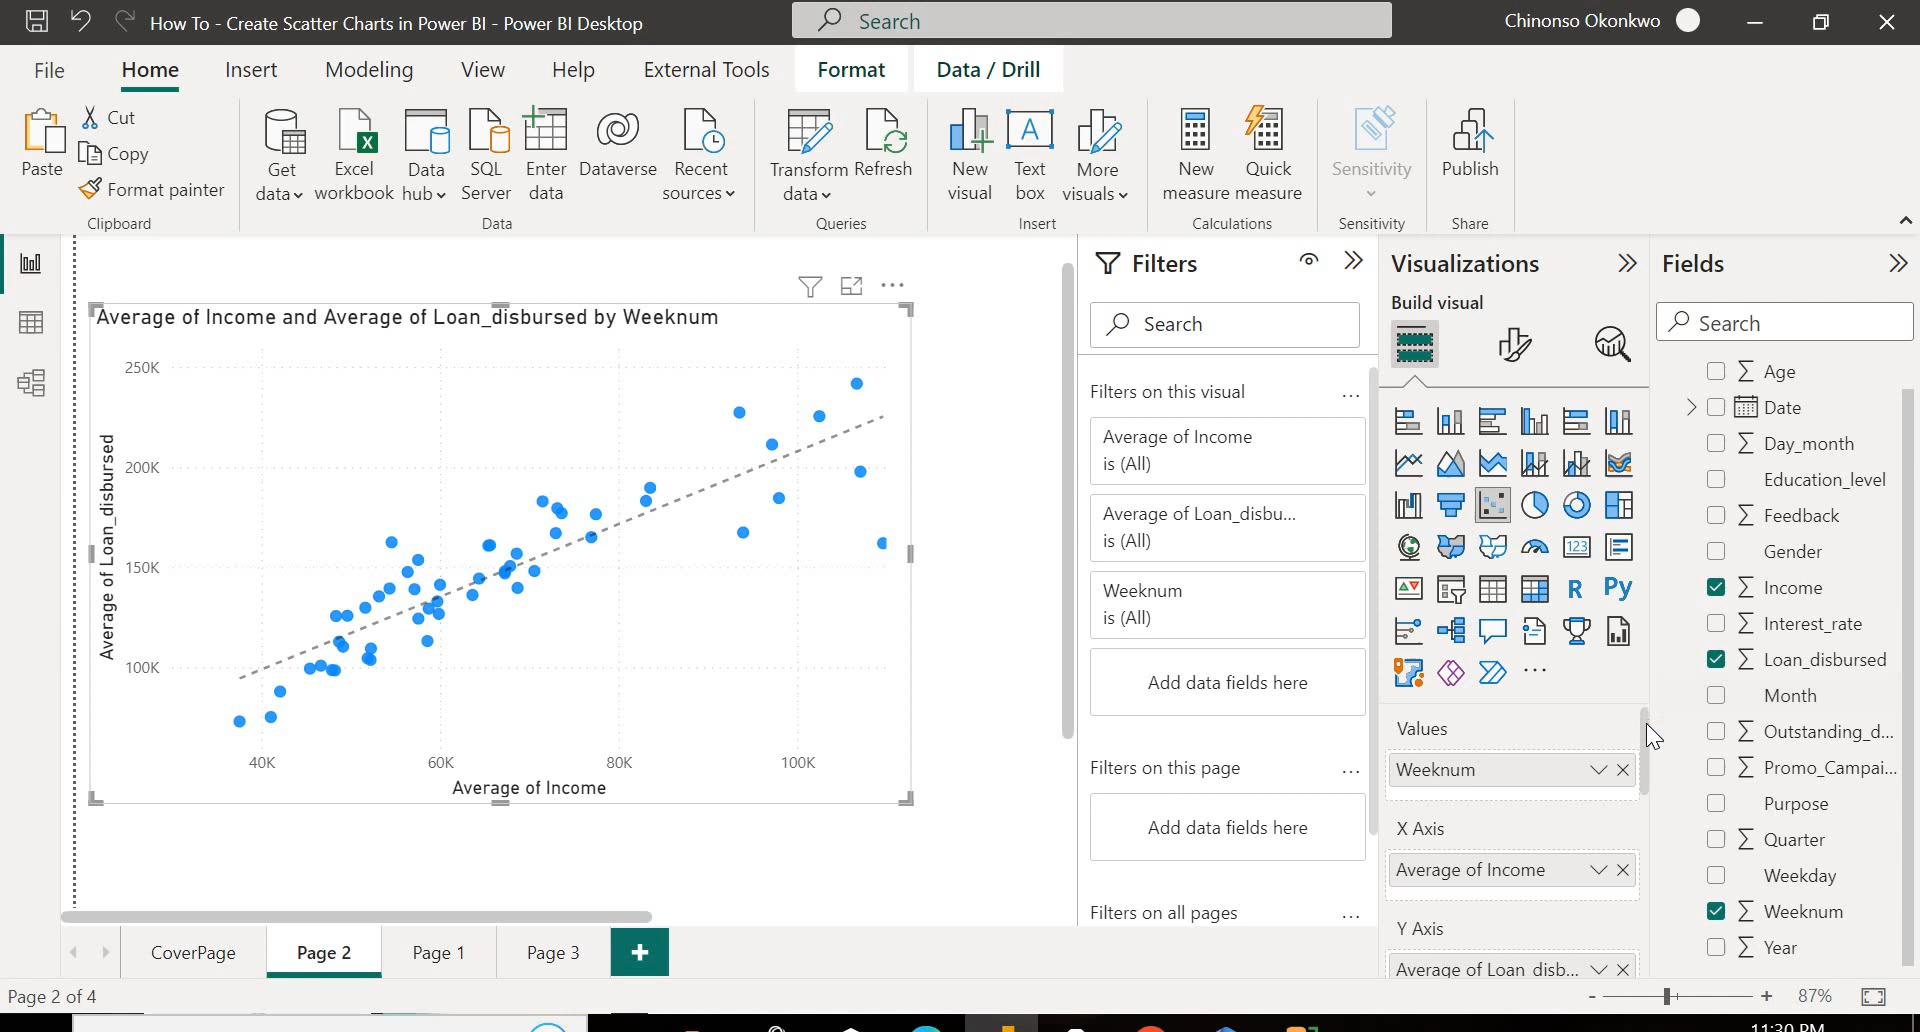 How To - Create Scatter Charts in Power BI - Power BI Desktop
Search
Chinonso Okonkwo
File
Home
Insert
Modeling
View
Help
External Tools
Format
Data / Drill
Paste
Cut
Copy
Format painter
Clipboard
Get data
Excel workbook
Data hub
SQL Server
Enter data
Dataverse
Recent sources
Data
Transform data
Refresh
Queries
New visual
Text box
More visuals
Insert
New measure
Quick measure
Calculations
Sensitivity
Sensitivity
Publish
Share
Average of Income and Average of Loan_disbursed by Weeknum
250K
200K
150K
100K
Average of Loan_disbursed
40K
60K
80K
100K
Average of Income
Filters
Search
Filters on this visual
...
Average of Income
is (All)
Average of Loan_disbu...
is (All)
Weeknum
is (All)
Add data fields here
Filters on this page
...
Add data fields here
Filters on all pages
...
Visualizations
Build visual
123
R
Py
...
Values
Weeknum
X Axis
Average of Income
Y Axis
Average of Loan disb...
Fields
Search
Age
Date
Day_month
Education_level
Feedback
Gender
Income
Interest_rate
Loan_disbursed
Month
Outstanding_d...
Promo_Campai...
Purpose
Quarter
Weekday
Weeknum
Year
CoverPage
Page 2
Page 1
Page 3
+
Page 2 of 4
- + 87%
11:30 PM